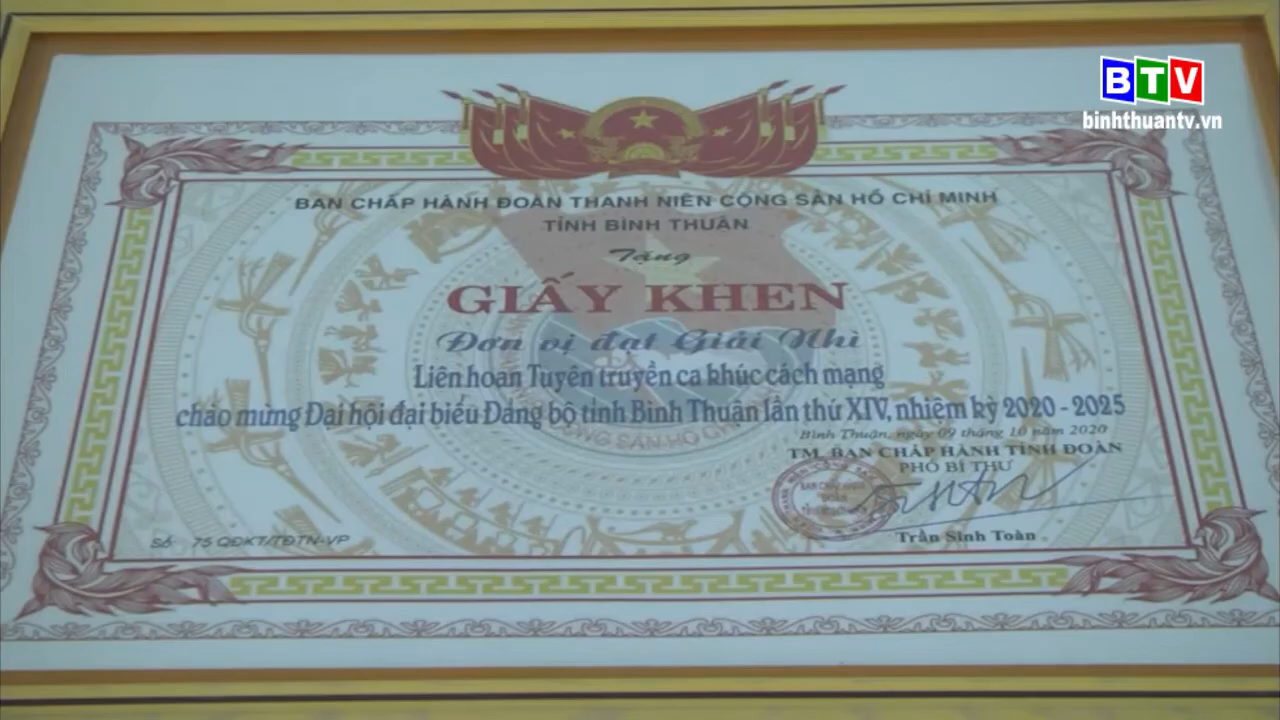 BTV
binhthuantv.vn
BAN CHẤP HÀNH ĐOÀN THANH NIÊN CỘNG SẢN HỒ CHÍ MINH
TỈNH BÌNH THUẬN
Tặng
GIẤY KHEN
Đơn vị đạt Giải Nhì
Liên hoan Tuyên truyền ca khúc cách mạng
chào mừng Đại hội đại biểu Đảng bộ tỉnh Bình Thuận lần thứ XIV, nhiệm kỳ 2020 - 2025
Bình Thuận, ngày 09 tháng 10 năm 2020
TM. BAN CHẤP HÀNH TỈNH ĐOÀN
PHÓ BÍ THƯ
Trần Sinh Toàn
Số 75 QĐKT/TĐTN-VP